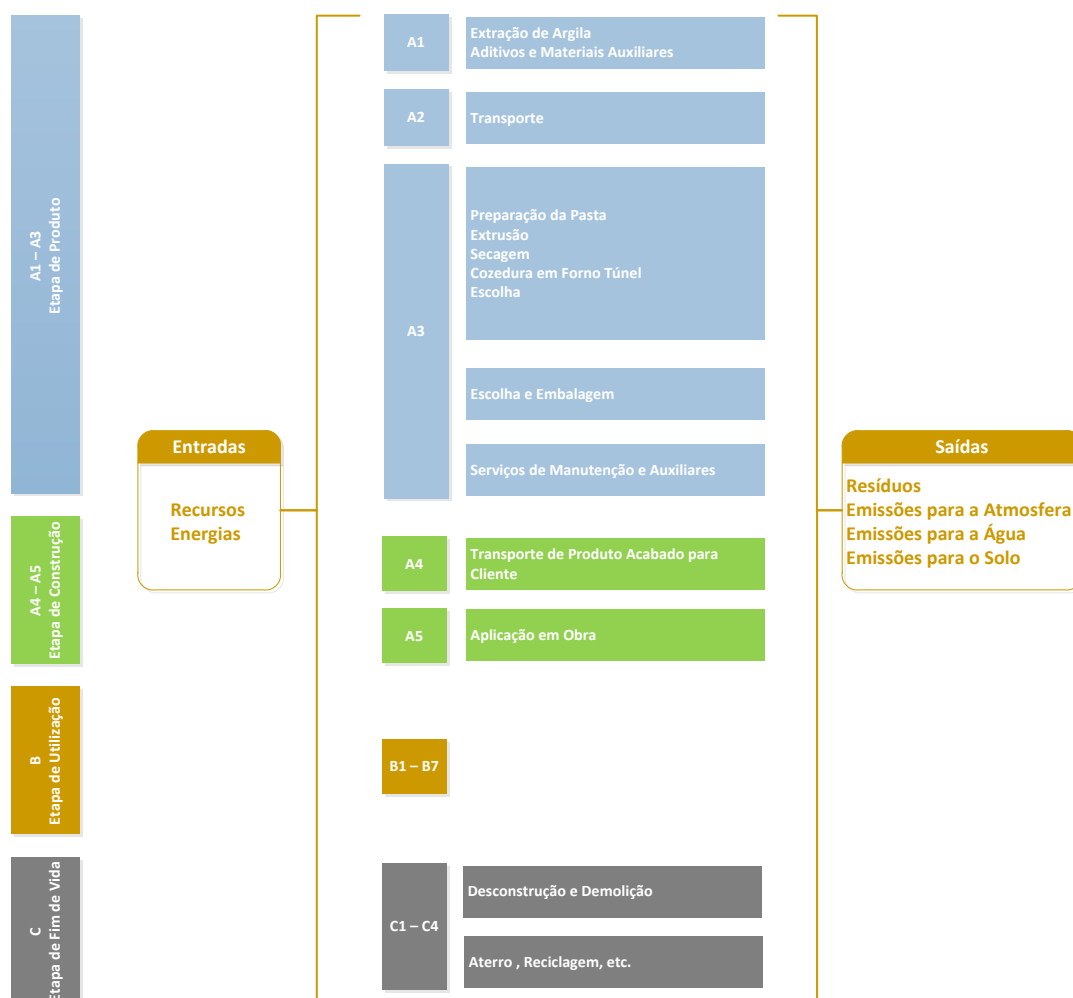 A1 – A3
Etapa de Produto
A4 – A5
Etapa de Construção
B
Etapa de Utilização
C
Etapa de Fim de Vida
Entradas
Recursos
Energias
A1
Extração de Argila
Aditivos e Materiais Auxiliares
A2
Transporte
A3
Preparação da Pasta
Extrusão
Secagem
Cozedura em Forno Túnel
Escolha
Escolha e Embalagem
Serviços de Manutenção e Auxiliares
A4
Transporte de Produto Acabado para
Cliente
A5
Aplicação em Obra
B1 – B7
C1 – C4
Desconstrução e Demolição
Aterro , Reciclagem, etc.
Saídas
Resíduos
Emissões para a Atmosfera
Emissões para a Água
Emissões para o Solo